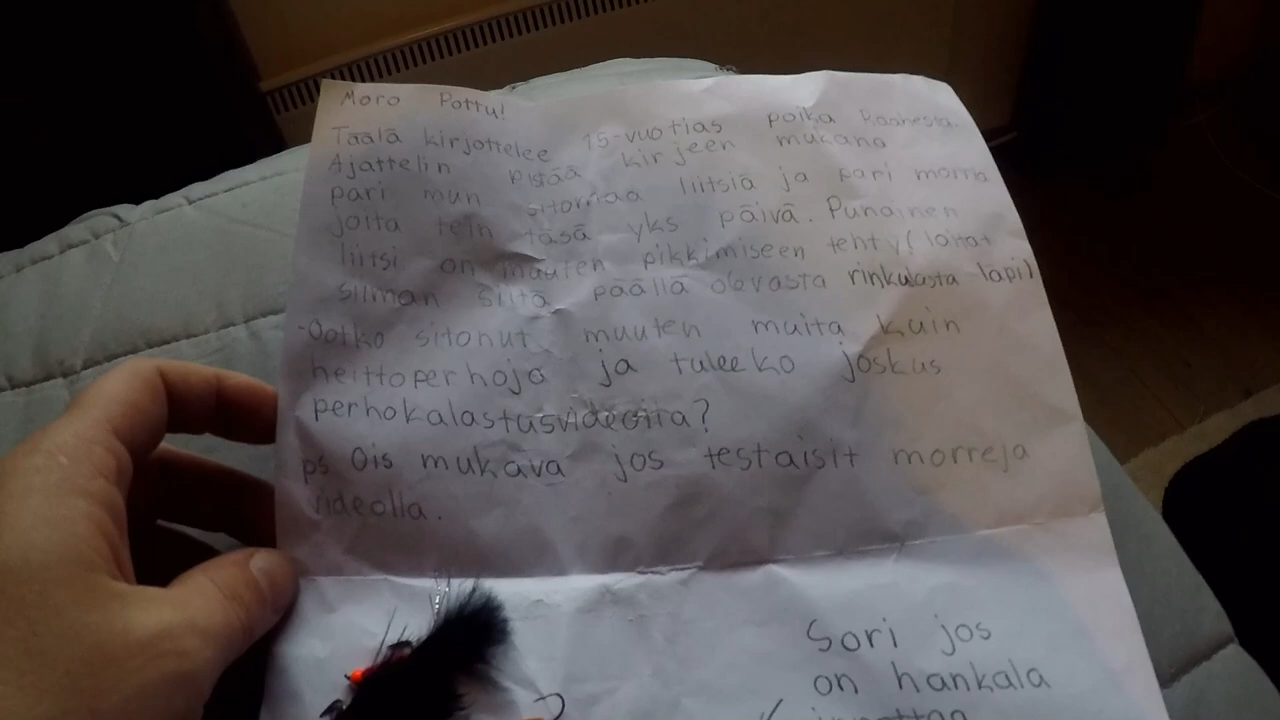 Moro Pottu!
Täälä kirjottelee 15-vuotias poika Raahesta.
Ajattelin pistää kirjeen mukana
pari mun sitomaa liitsiä ja pari morria
joita tein täsä yks päivä. Punainen
liitsi on muuten pikkimiseen tehty (laitat
siiman siitä päällä olevasta rinkulasta läpi)
-Ootko sitonut muuten muita kuin
heittoperhoja ja tuleeko joskus
perhokalastusvideoita?
ps Ois mukava jos testaisit morreja
videolla.
Sori jos
on hankala